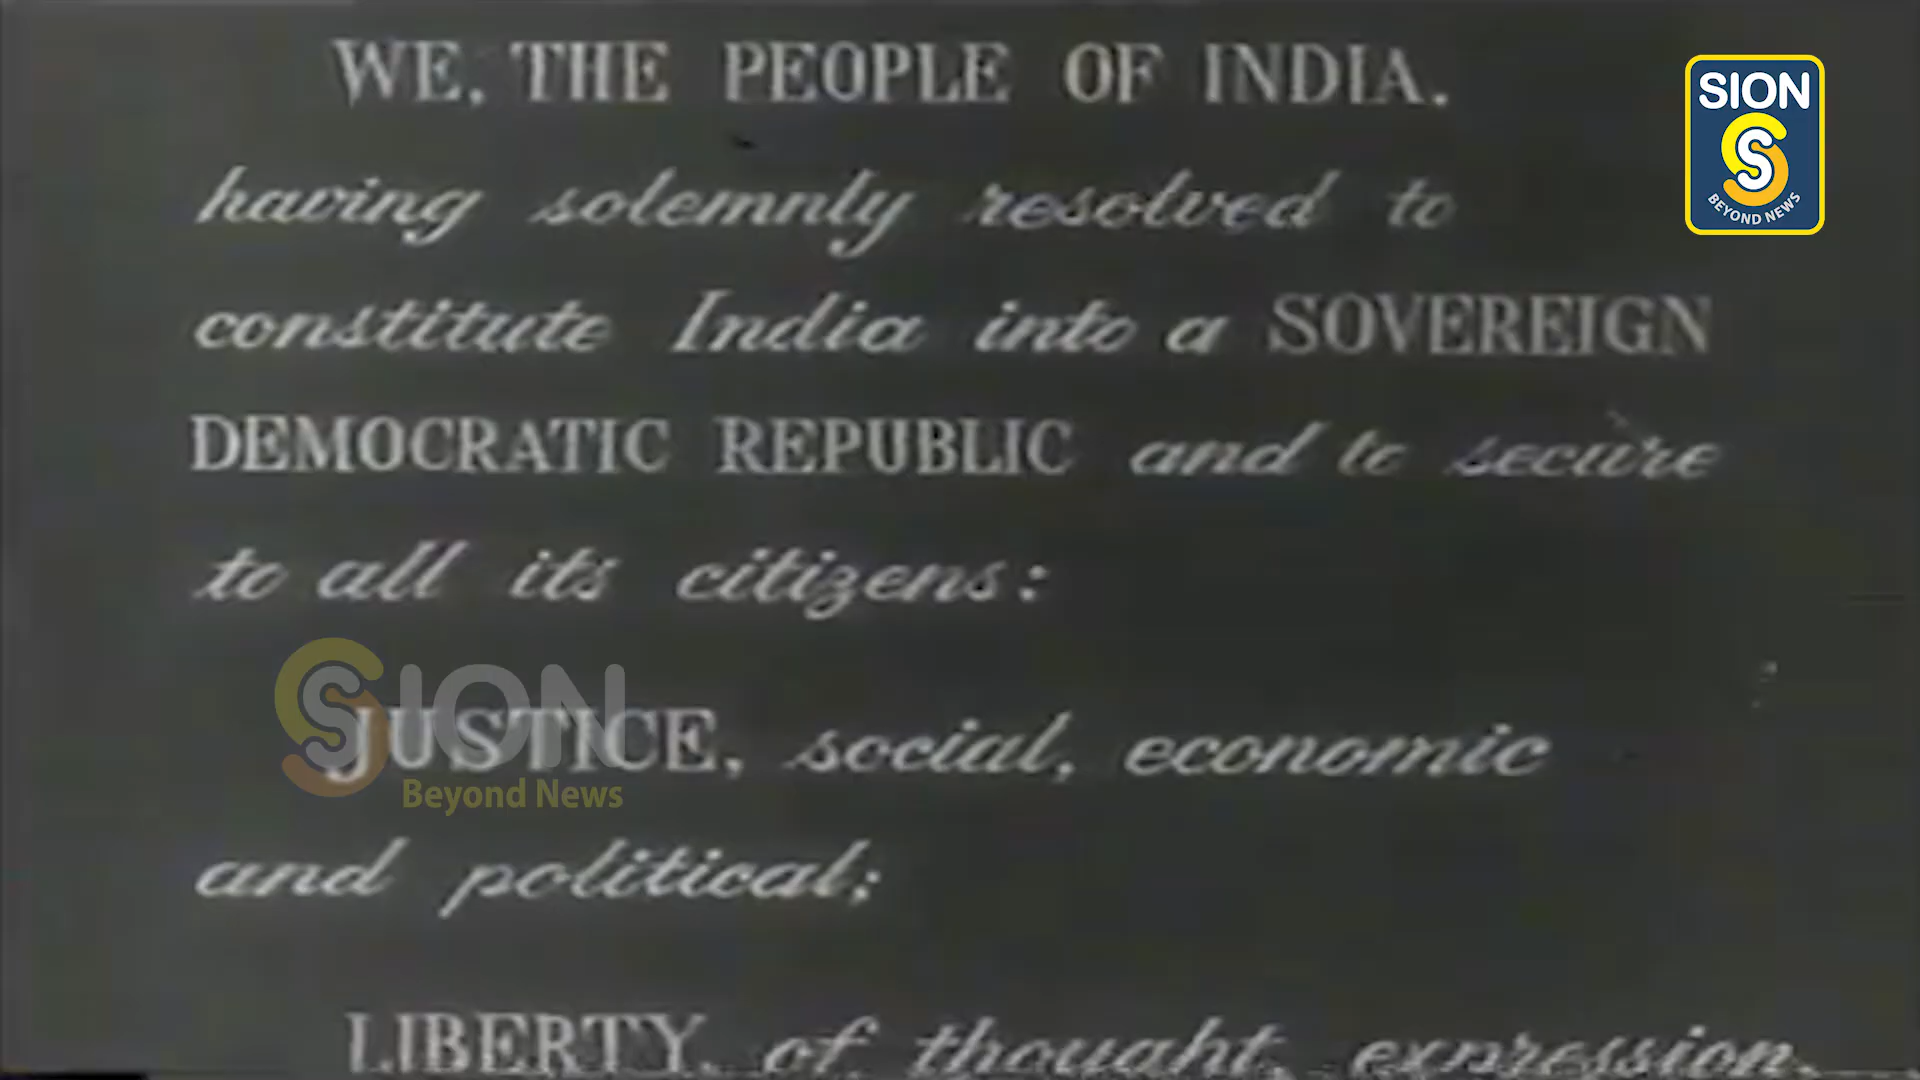 WE, THE PEOPLE OF INDIA.
having solemnly resolved to
constitute India into a SOVEREIGN
DEMOCRATIC REPUBLIC and to secure
to all its citizens:
JUSTICE, social, economic
and political;
LIBERTY, of thought, expression,
SION
BEYOND NEWS
SION
Beyond News